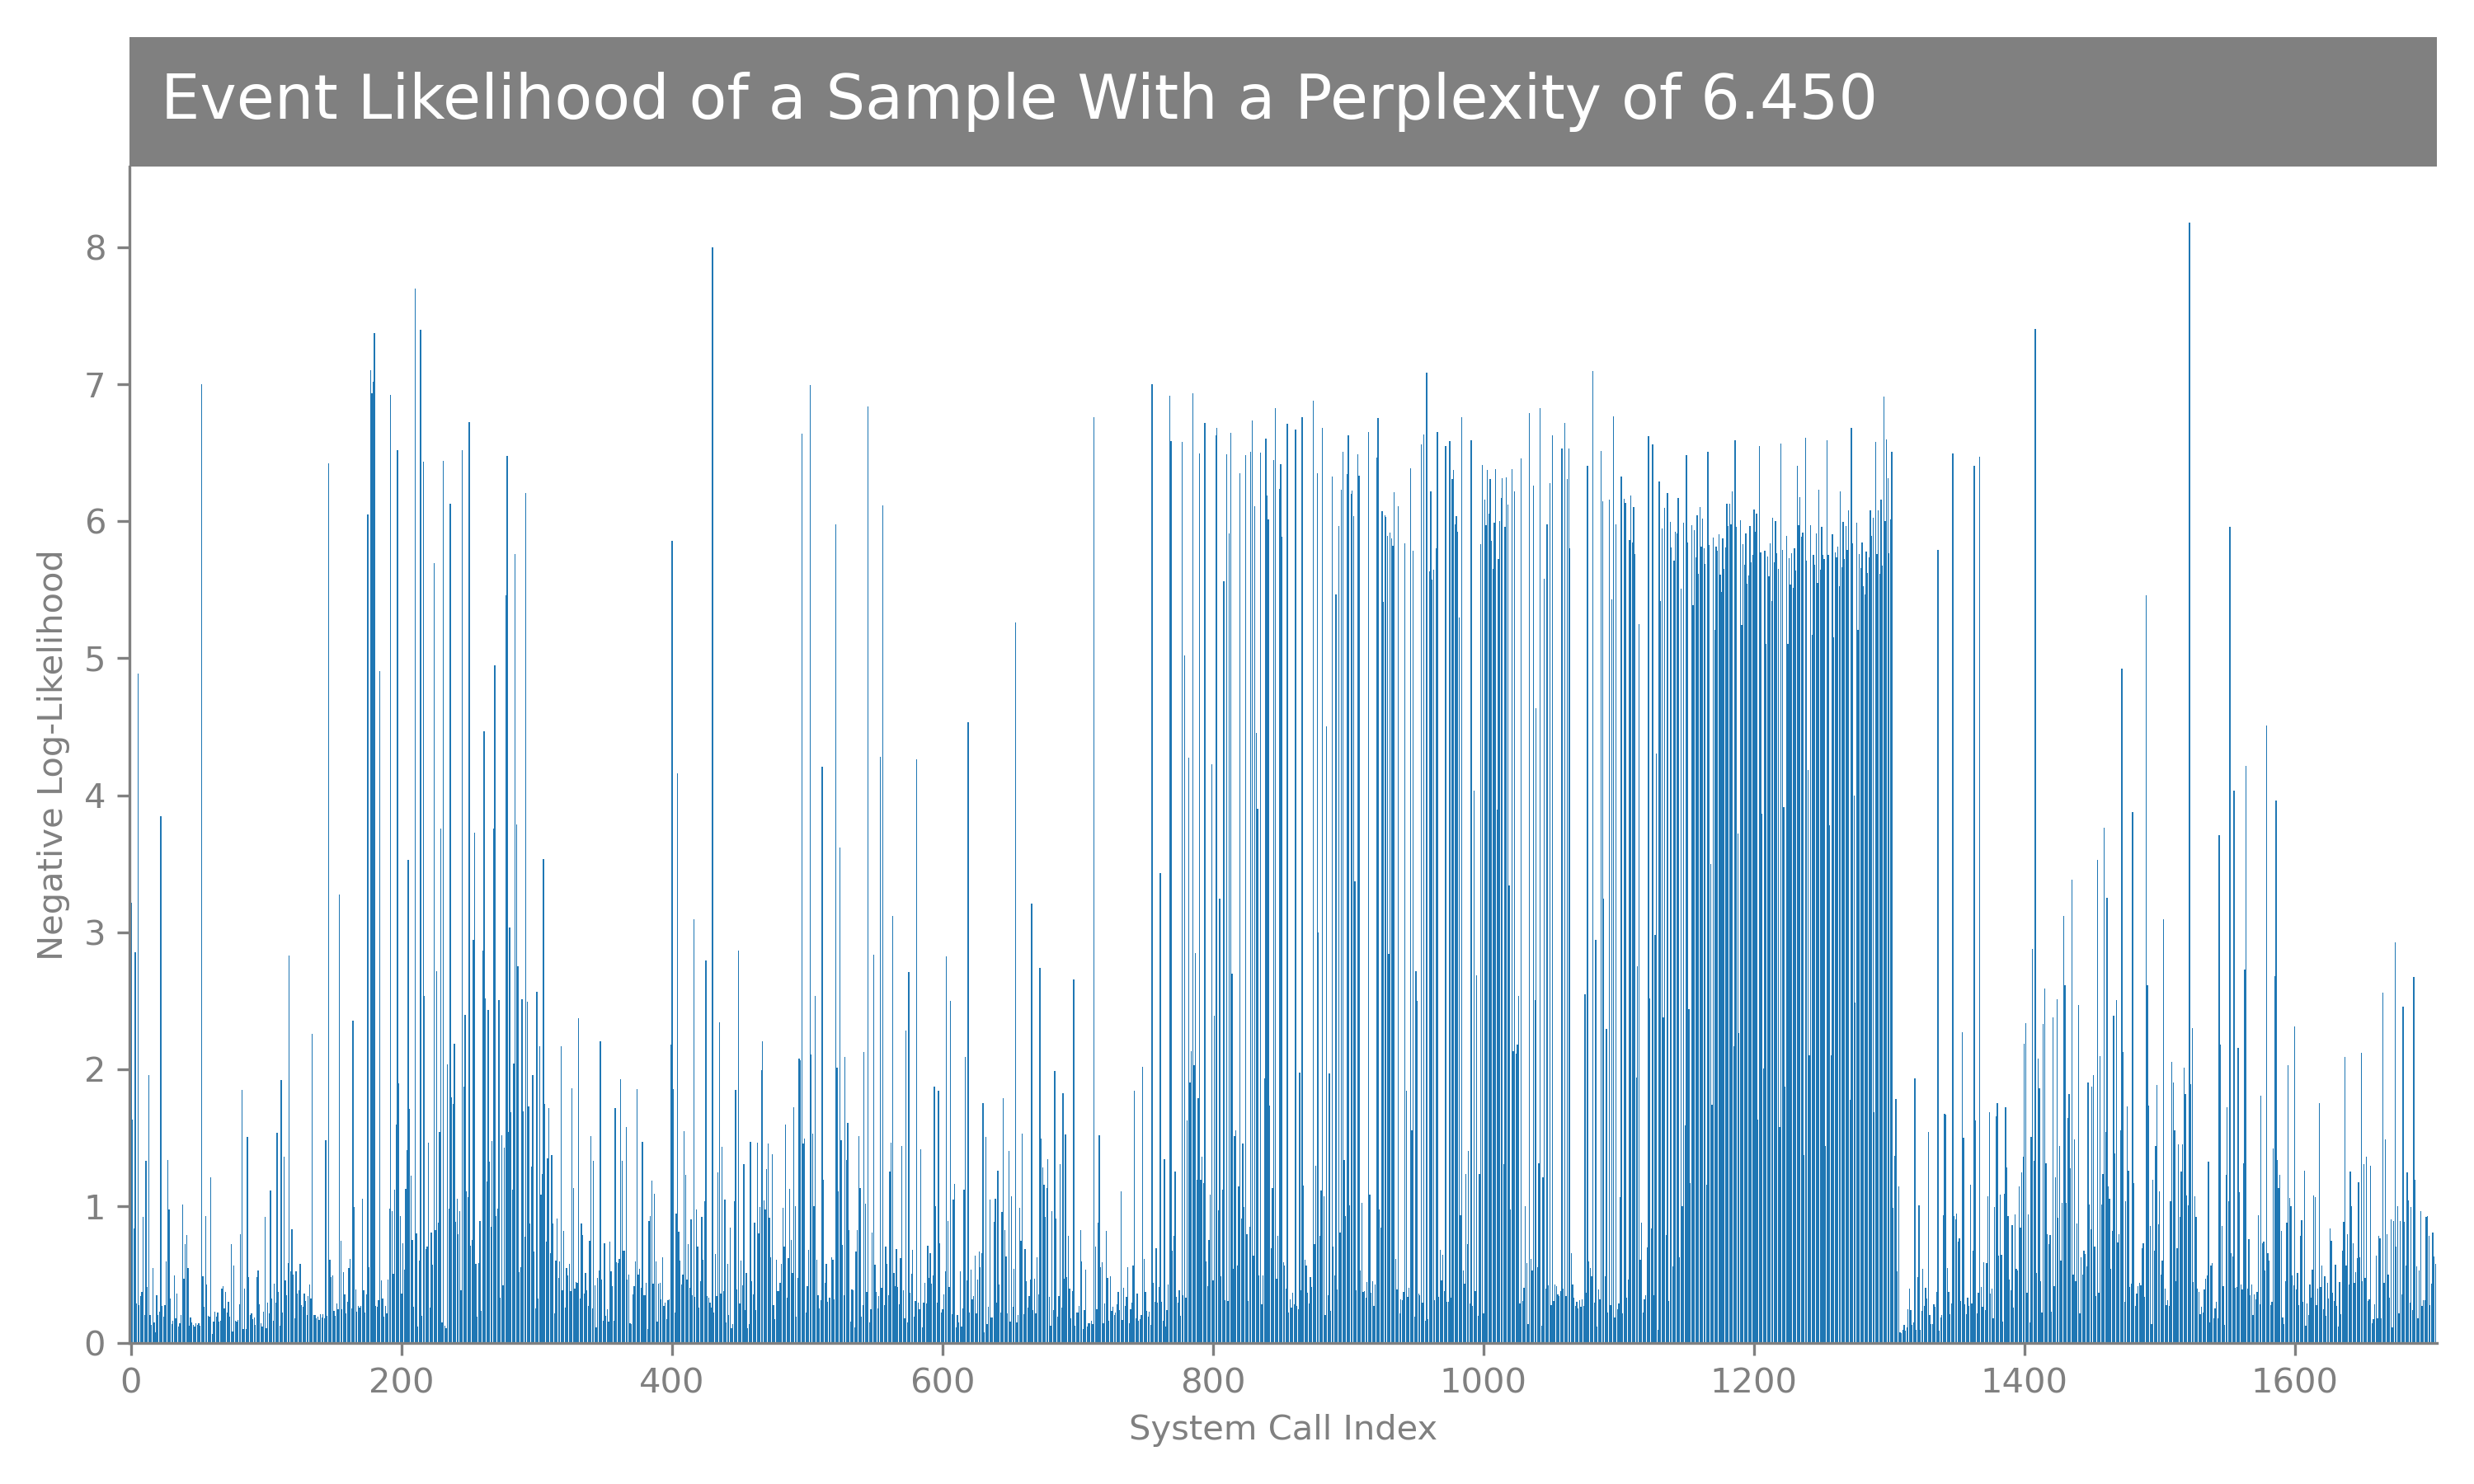 Event Likelihood of a Sample With a Perplexity of 6.450
8
7
6
5
4
3
2
1
0
Negative Log-Likelihood
0 200 400 600 800 1000 1200 1400 1600
System Call Index